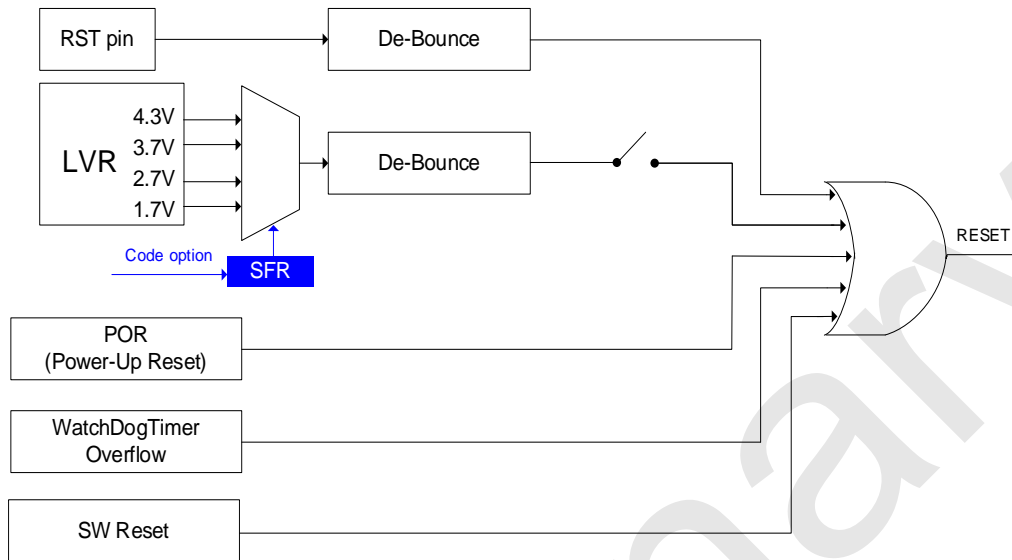 RST pin
De-Bounce
LVR
4.3V
3.7V
2.7V
1.7V
De-Bounce
Code option
SFR
RESET
POR
(Power-Up Reset)
WatchDogTimer
Overflow
SW Reset